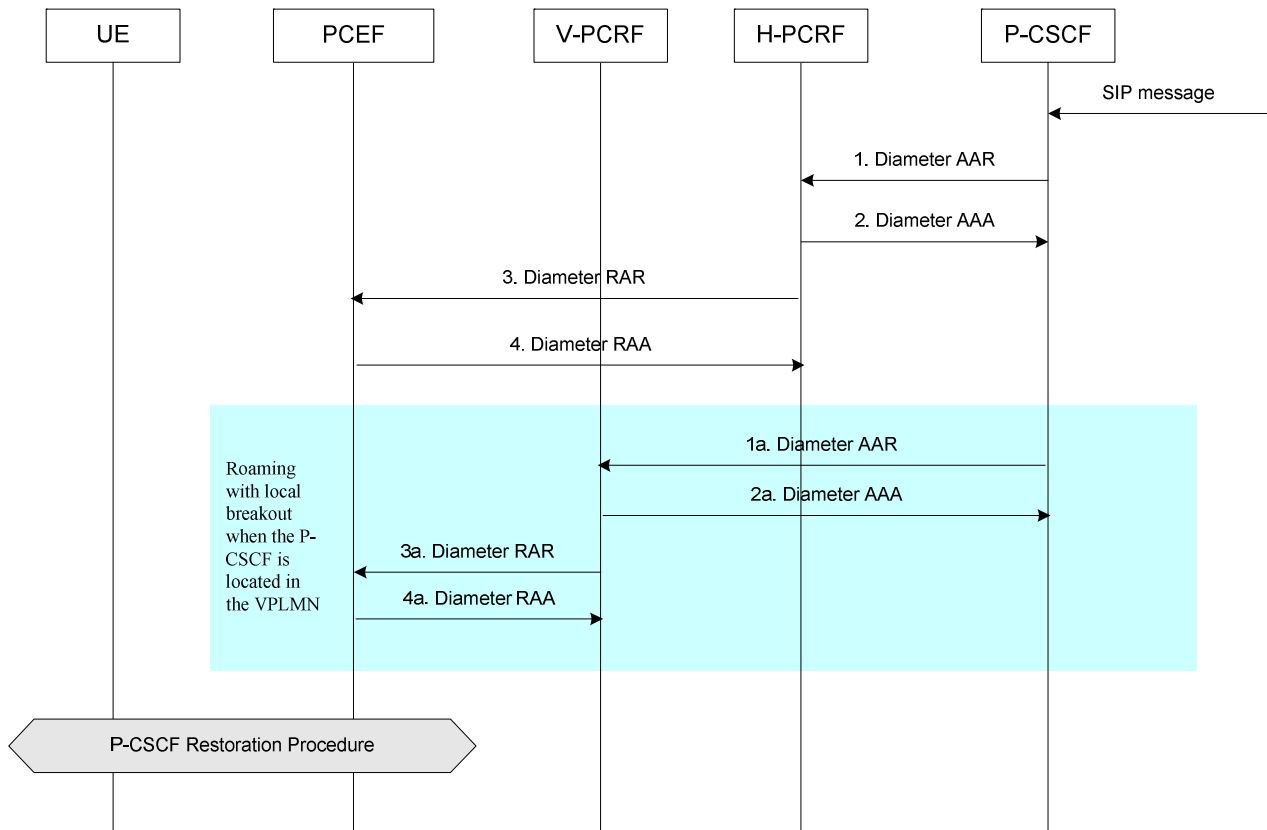 UE
PCEF
V-PCRF
H-PCRF
P-CSCF
SIP message
1. Diameter AAR
2. Diameter AAA
3. Diameter RAR
4. Diameter RAA
1a. Diameter AAR
Roaming
with local
breakout
when the P-
CSCF is
located in
the VPLMN
2a. Diameter AAA
3a. Diameter RAR
4a. Diameter RAA
P-CSCF Restoration Procedure